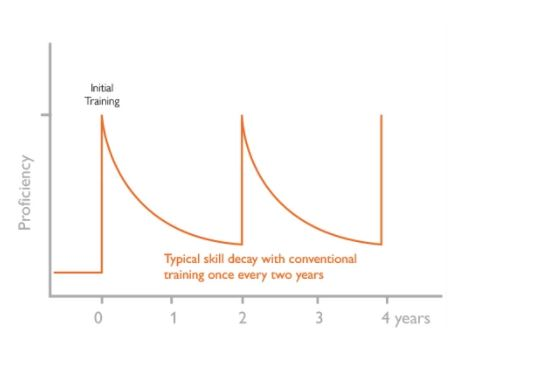 Initial
Training
Proficiency
Typical skill decay with conventional
training once every two years
0 1 2 3 4 years